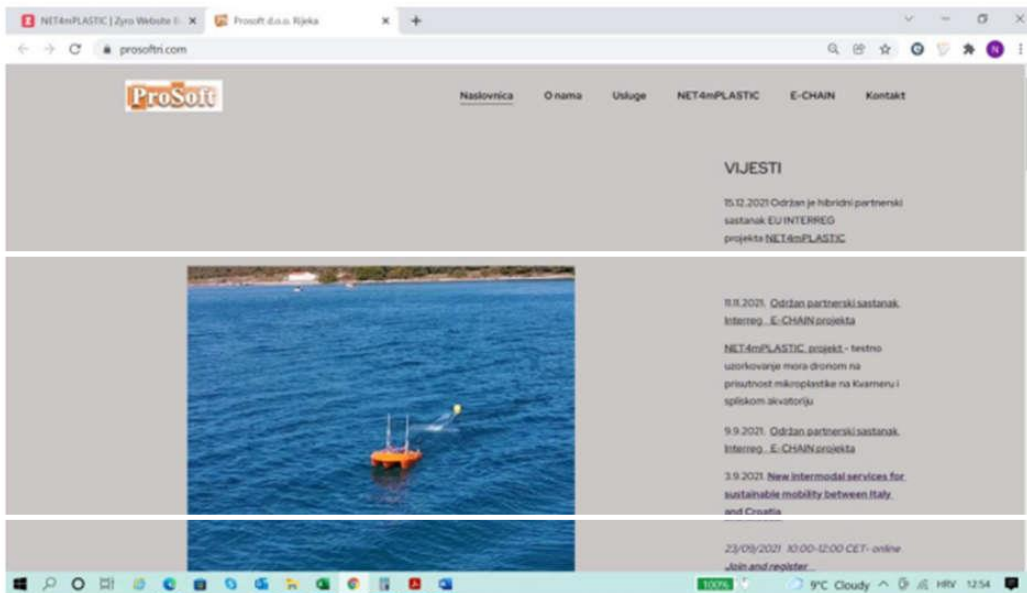 NET4mPLASTIC | Zyro Website B
Prosoft d.o.o. Rijeka
prosoftri.com
N
ProSoft
Naslovnica O nama Usluge NET4mPLASTIC E-CHAIN Kontakt
VIJESTI
15.12.2021 Održan je hibridni partnerski
sastanak EU INTERREG
projekta NET4mPLASTIC
11.11.2021. Održan partnerski sastanak
Interreg E-CHAIN projekta
NET4mPLASTIC projekt - testno
uzorkovanje mora dronom na
prisutnost mikroplastike na Kvarneru i
splitskom akvatoriju
9.9.2021. Održan partnerski sastanak
Interreg E-CHAIN projekta
3.9.2021. New intermodal services for
sustainable mobility between Italy
and Croatia
23/09/2021 10:00-12:00 CET- online
Join and register
100% 9°C Cloudy HRV 12:54